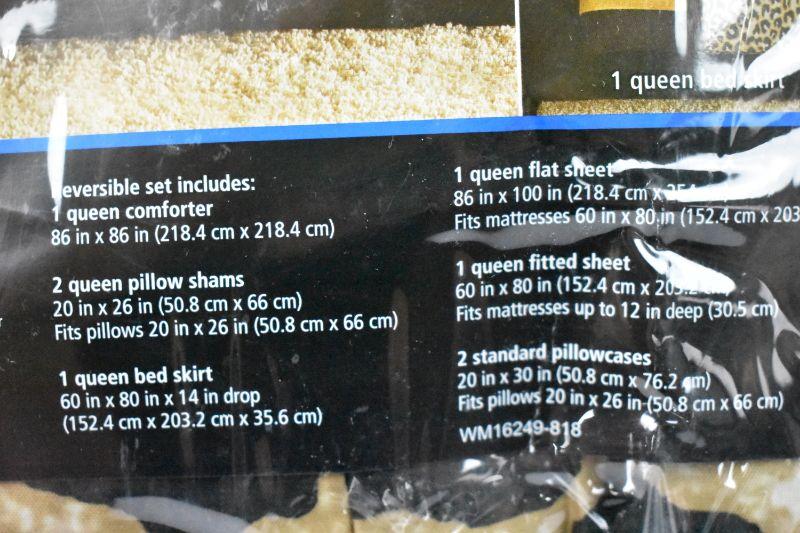 1 queen bed skirt
eversible set includes:
1 queen comforter
86 in x 86 in (218.4 cm x 218.4 cm)
2 queen pillow shams
20 in x 26 in (50.8 cm x 66 cm)
Fits pillows 20 in x 26 in (50.8 cm x 66 cm)
1 queen bed skirt
60 in x 80 in x 14 in drop
(152.4 cm x 203.2 cm x 35.6 cm)
1 queen flat sheet
86 in x 100 in (218.4 cm x
Fits mattresses 60 in x 80 in (152.4 cm x 203
1 queen fitted sheet
60 in x 80 in (152.4 cm x 203.2 cm)
Fits mattresses up to 12 in deep (30.5 cm)
2 standard pillowcases
20 in x 30 in (50.8 cm x 76.2 cm)
Fits pillows 20 in x 26 in (50.8 cm x 66 cm)
WM16249-818